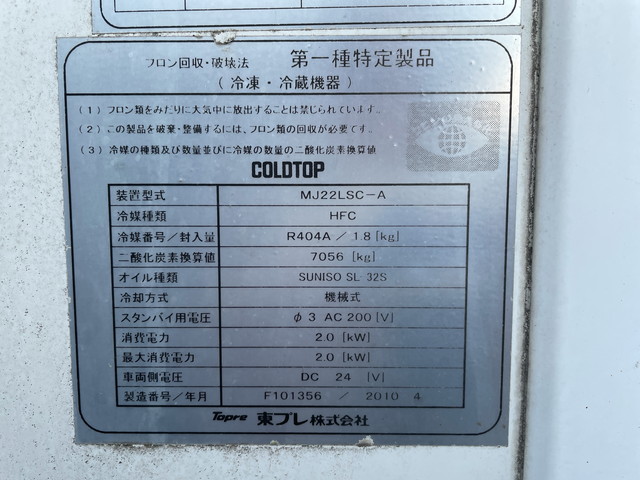 フロン回収・破壊法 第一種特定製品
( 冷凍・冷蔵機器 )
(1) フロン類をみだりに大気中に放出することは禁じられています。
(2) この製品を破棄・整備するには、フロン類の回収が必要です。
(3) 冷媒の種類及び数量並びに冷媒の数量の二酸化炭素換算値
COLDTOP
装置型式 MJ22LSC-A
冷媒種類 HFC
冷媒番号/封入量 R404A / 1.8 [kg]
二酸化炭素換算値 7056 [kg]
オイル種類 SUNISO SL-32S
冷却方式 機械式
スタンバイ用電圧 φ3 AC 200 [V]
消費電力 2.0 [kW]
最大消費電力 2.0 [kW]
車両側電圧 DC 24 [V]
製造番号/年月 F101356 / 2010 4
Topre 東プレ株式会社